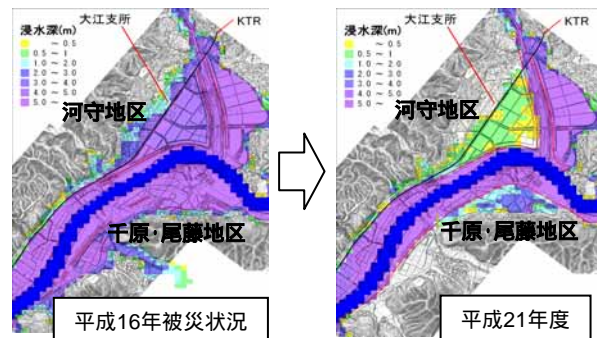 大江支所
KTR
浸水深(m)
～0.5
0.5～1
1.0～2.0
2.0～3.0
3.0～4.0
4.0～5.0
5.0～
河守地区
千原・尾藤地区
平成16年被災状況
大江支所
KTR
浸水深(m)
～0.5
0.5～1
1.0～2.0
2.0～3.0
3.0～4.0
4.0～5.0
5.0～
河守地区
千原・尾藤地区
平成21年度